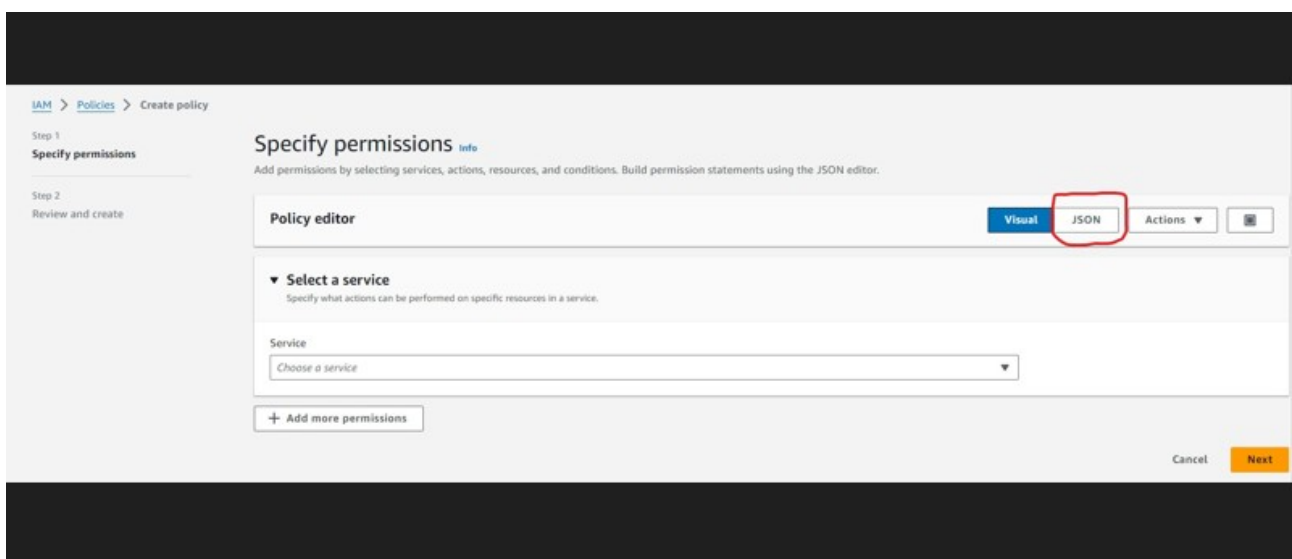 IAM > Policies > Create policy
Step 1
Specify permissions
Step 2
Review and create
Specify permissions Info
Add permissions by selecting services, actions, resources, and conditions. Build permission statements using the JSON editor.
Policy editor
Visual JSON Actions ▼
▼ Select a service
Specify what actions can be performed on specific resources in a service.
Service
Choose a service ▼
+ Add more permissions
Cancel Next